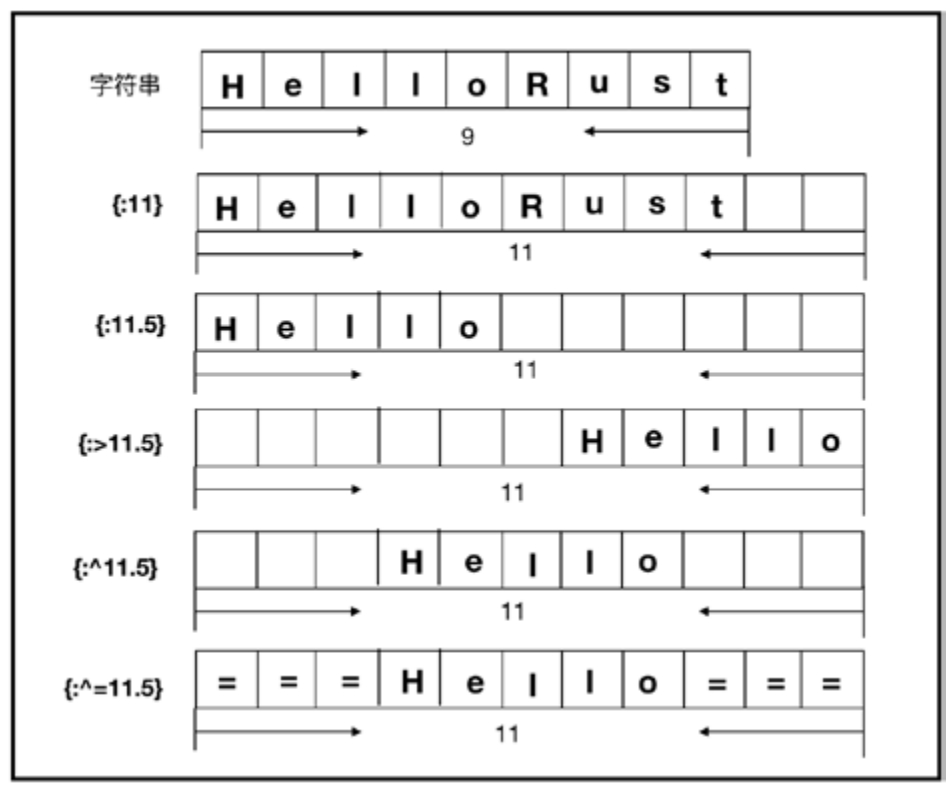 字符串 H e l l o R u s t
9
{:11} H e l l o R u s t
11
{:11.5} H e l l o
11
{:>11.5} H e l l o
11
{:^11.5} H e l l o
11
{:^=11.5} = = = H e l l o = = =
11